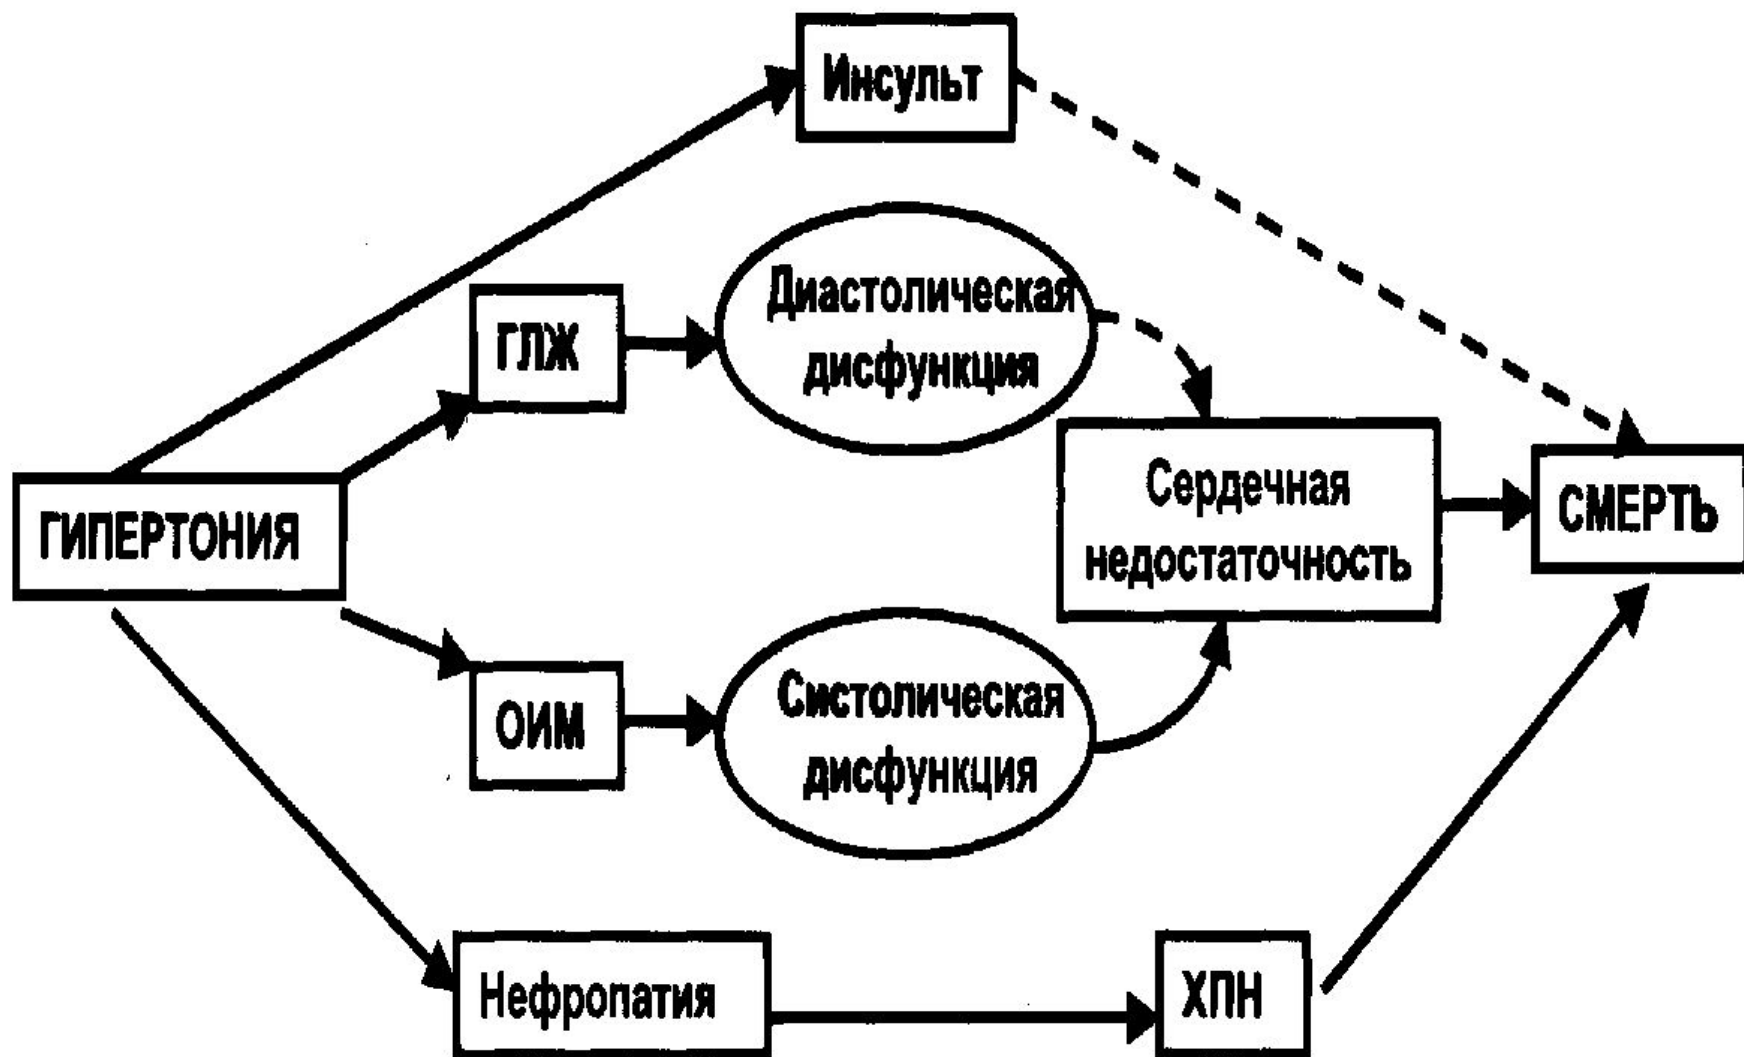 Инсульт
Диастолическая
дисфункция
ГЛЖ
ГИПЕРТОНИЯ
Сердечная
недостаточность
СМЕРТЬ
ОИМ
Систолическая
дисфункция
Нефропатия
ХПН